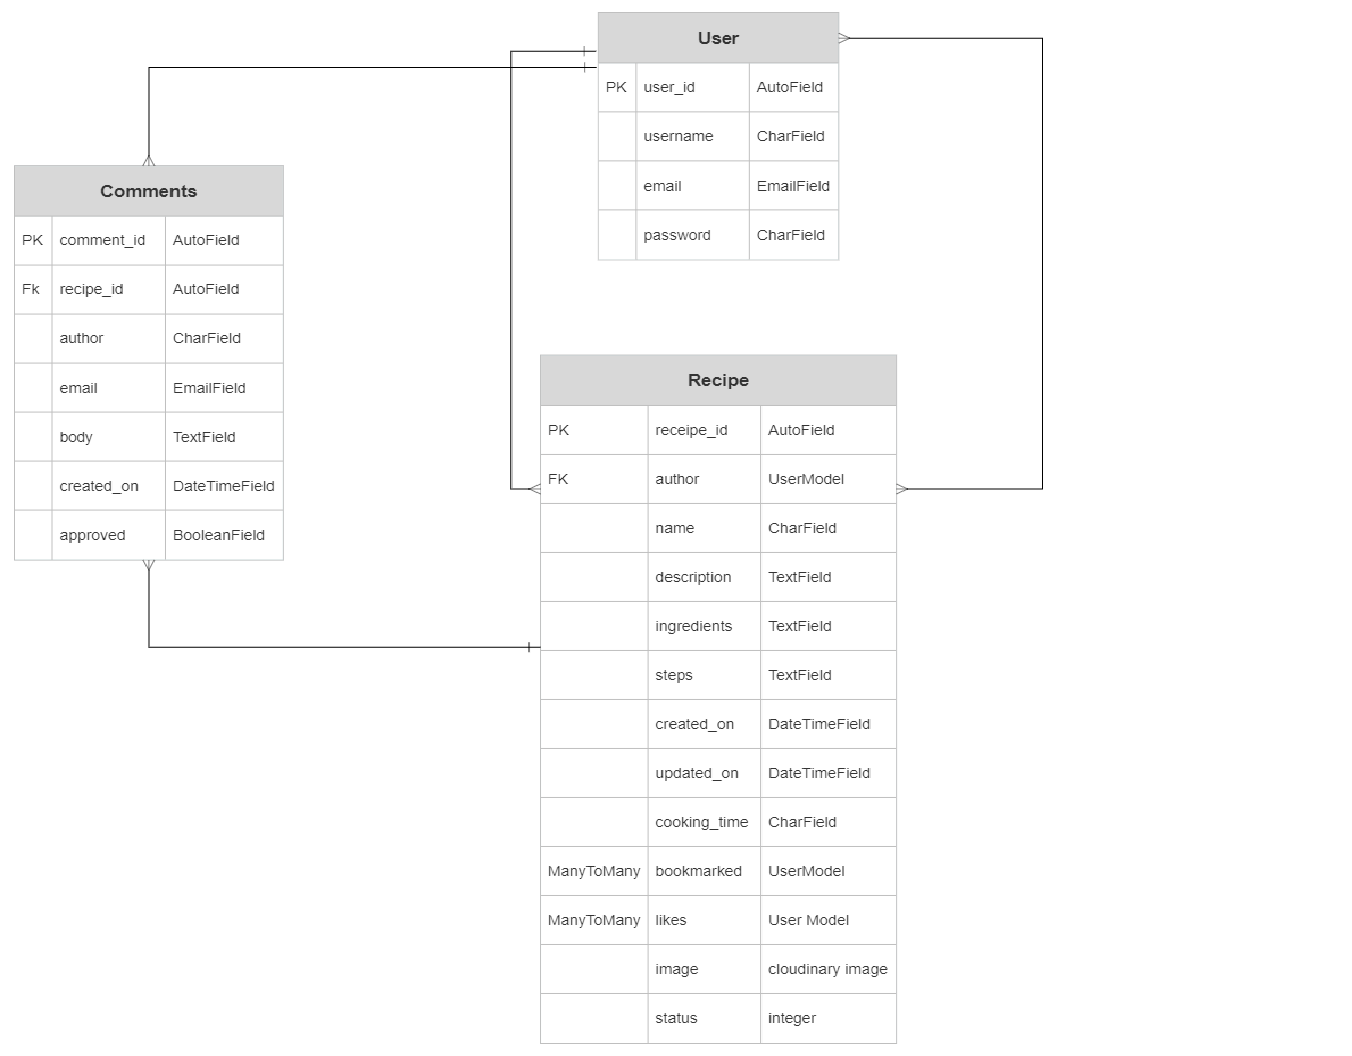 User
PK user_id AutoField
username CharField
email EmailField
password CharField
Comments
PK comment_id AutoField
Fk recipe_id AutoField
author CharField
email EmailField
body TextField
created_on DateTimeField
approved BooleanField
Recipe
PK receipe_id AutoField
FK author UserModel
name CharField
description TextField
ingredients TextField
steps TextField
created_on DateTimeField
updated_on DateTimeField
cooking_time CharField
ManyToMany bookmarked UserModel
ManyToMany likes User Model
image cloudinary image
status integer